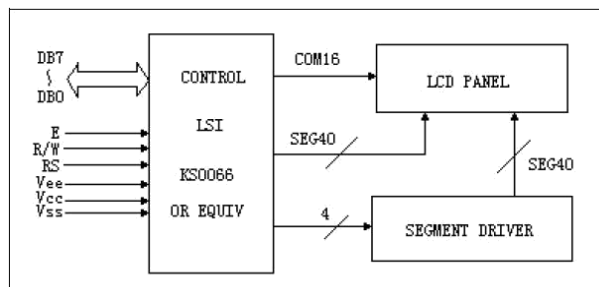 DB7
~
DB0
E
R/W
RS
Vee
Vcc
Vss
CONTROL
LSI
KS0066
OR EQUIV
COM16
SEG40
4
LCD PANEL
SEG40
SEGMENT DRIVER